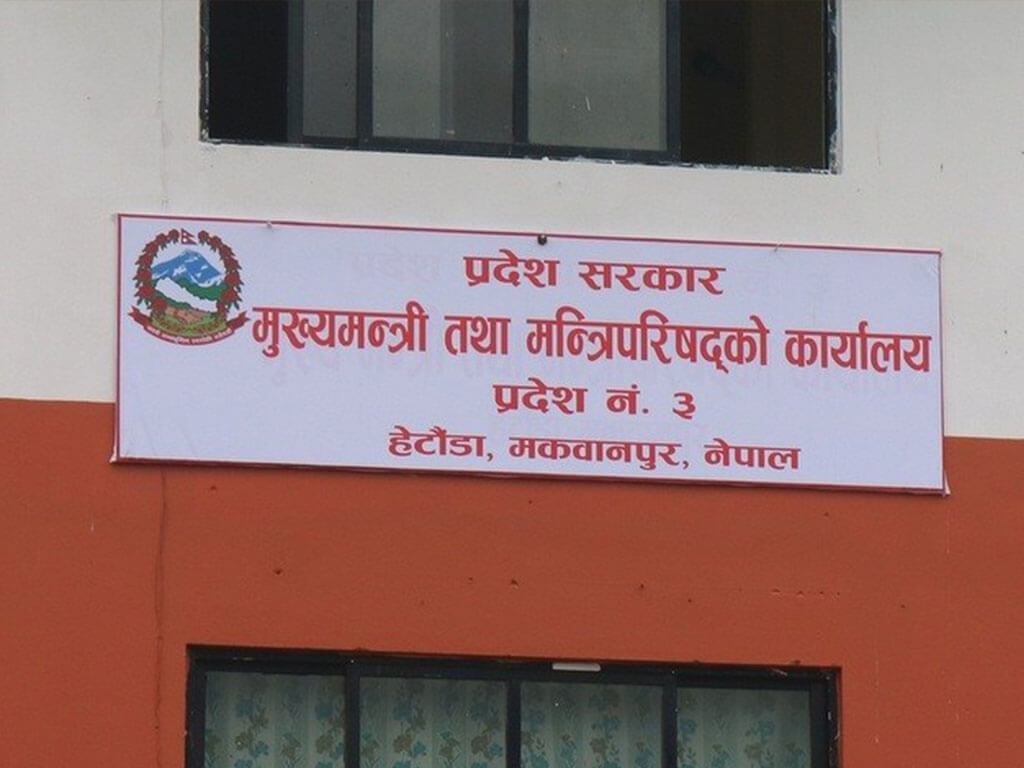 प्रदेश सरकार
मुख्यमन्त्री तथा मन्त्रिपरिषद्को कार्यालय
प्रदेश नं. ३
हेटौंडा, मकवानपुर, नेपाल